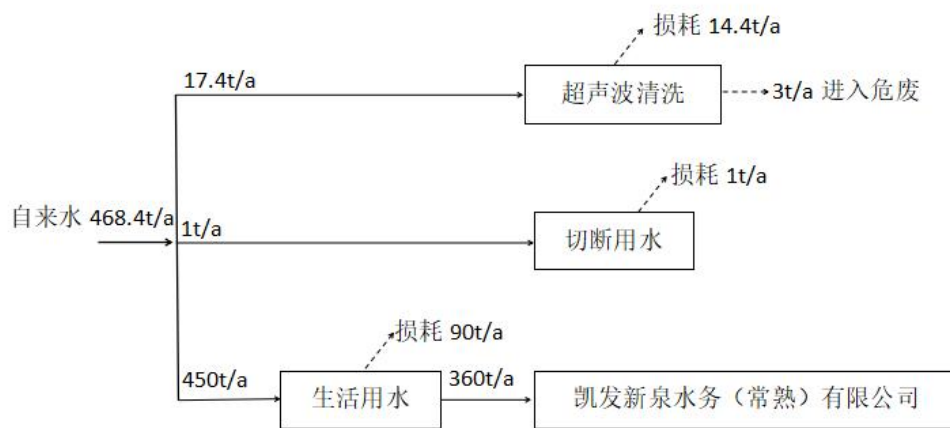 损耗 14.4t/a
17.4t/a
超声波清洗
3t/a 进入危废
损耗 1t/a
自来水 468.4t/a
1t/a
切断用水
损耗 90t/a
450t/a
生活用水
360t/a
凯发新泉水务（常熟）有限公司